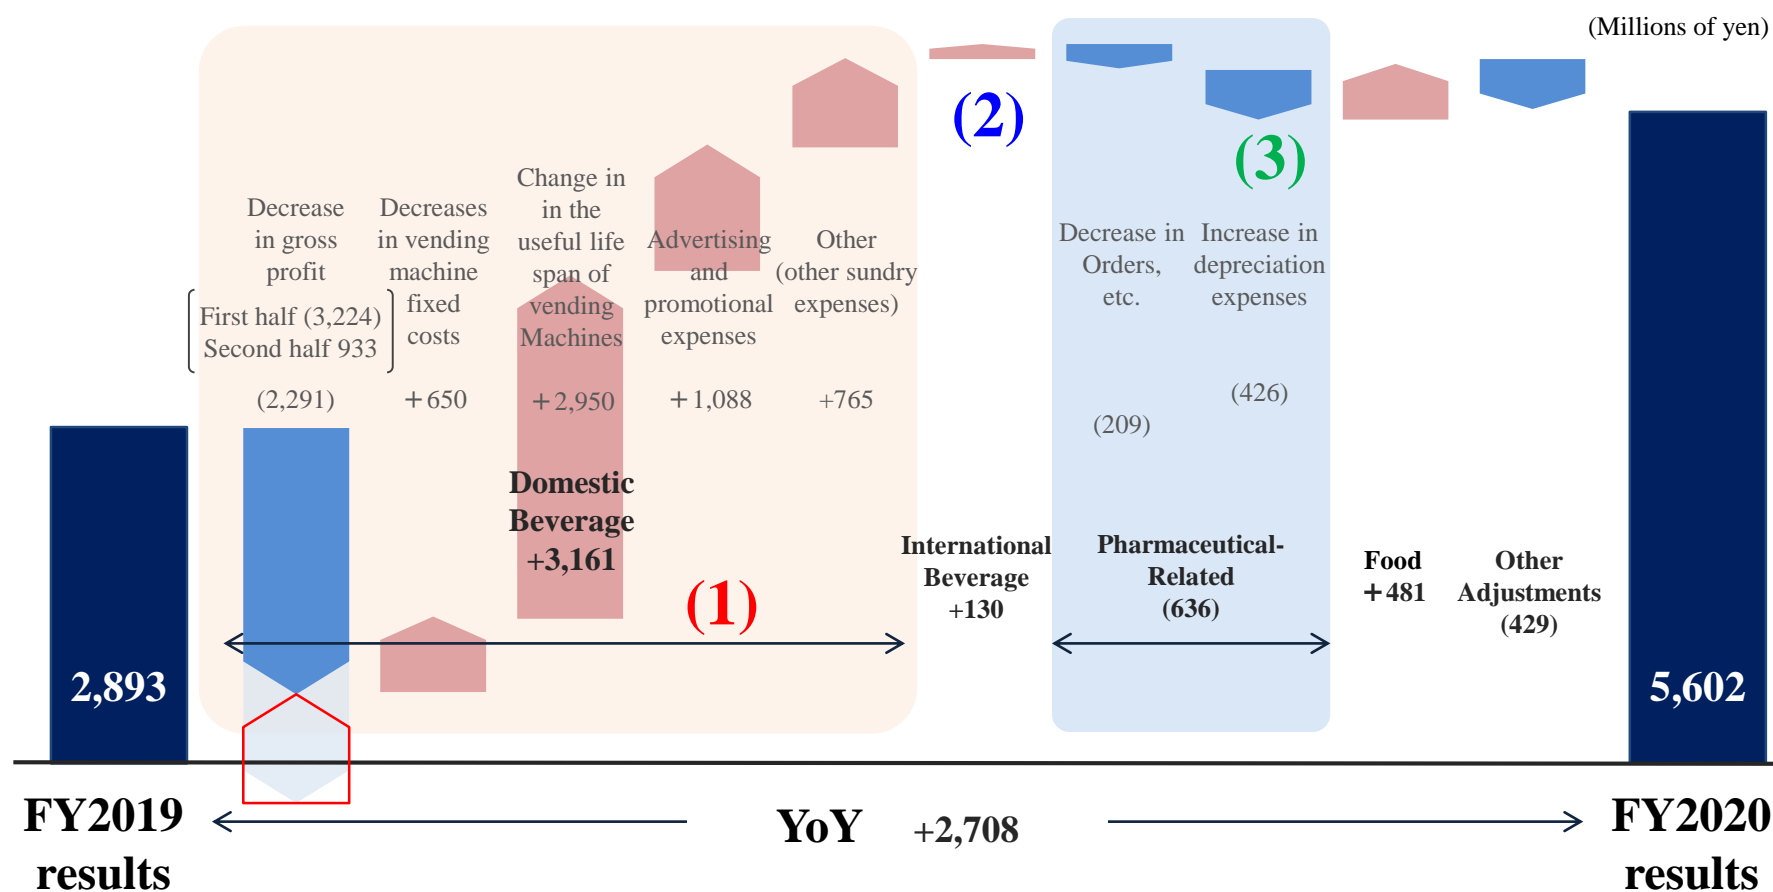 (Millions of yen)
(2)
(3)
Decrease
in gross
profit
First half (3,224)
Second half 933
(2,291)
Decreases
in vending
machine
fixed
costs
+650
Change in
in the
useful life
span of
vending
Machines
+2,950
Advertising
and
promotional
expenses
+1,088
Other
(other sundry
expenses)
+765
Decrease in
Orders,
etc.
(209)
Increase in
depreciation
expenses
(426)
Domestic
Beverage
+3,161
(1)
International
Beverage
+130
Pharmaceutical-
Related
(636)
Food
+481
Other
Adjustments
(429)
2,893
5,602
FY2019
results
YoY +2,708
FY2020
results